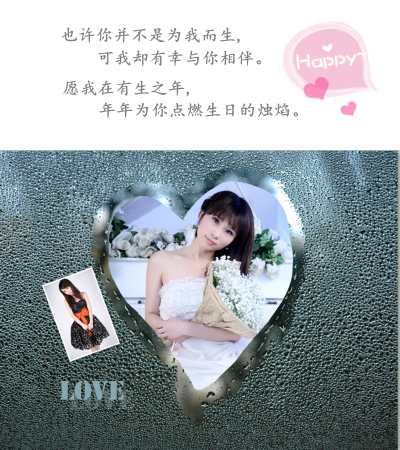 也许你并不是为我而生,
可我却有幸与你相伴。
愿我在有生之年,
年年为你点燃生日的烛焰。
Happy~
LOVE